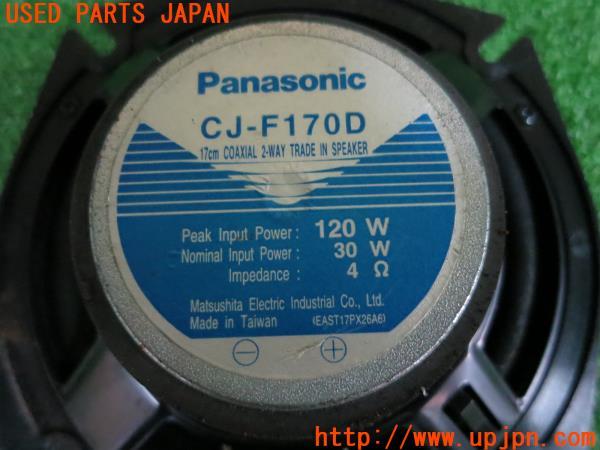 USED PARTS JAPAN
Panasonic
CJ-F170D
17cm COAXIAL 2-WAY TRADE IN SPEAKER
Peak Input Power: 120 W
Nominal Input Power: 30 W
Impedance: 4 Ω
Matsushita Electric Industrial Co., Ltd.
Made in Taiwan (EAST17PX26A6)
⊖ ⊕
http://www.upjpn.com